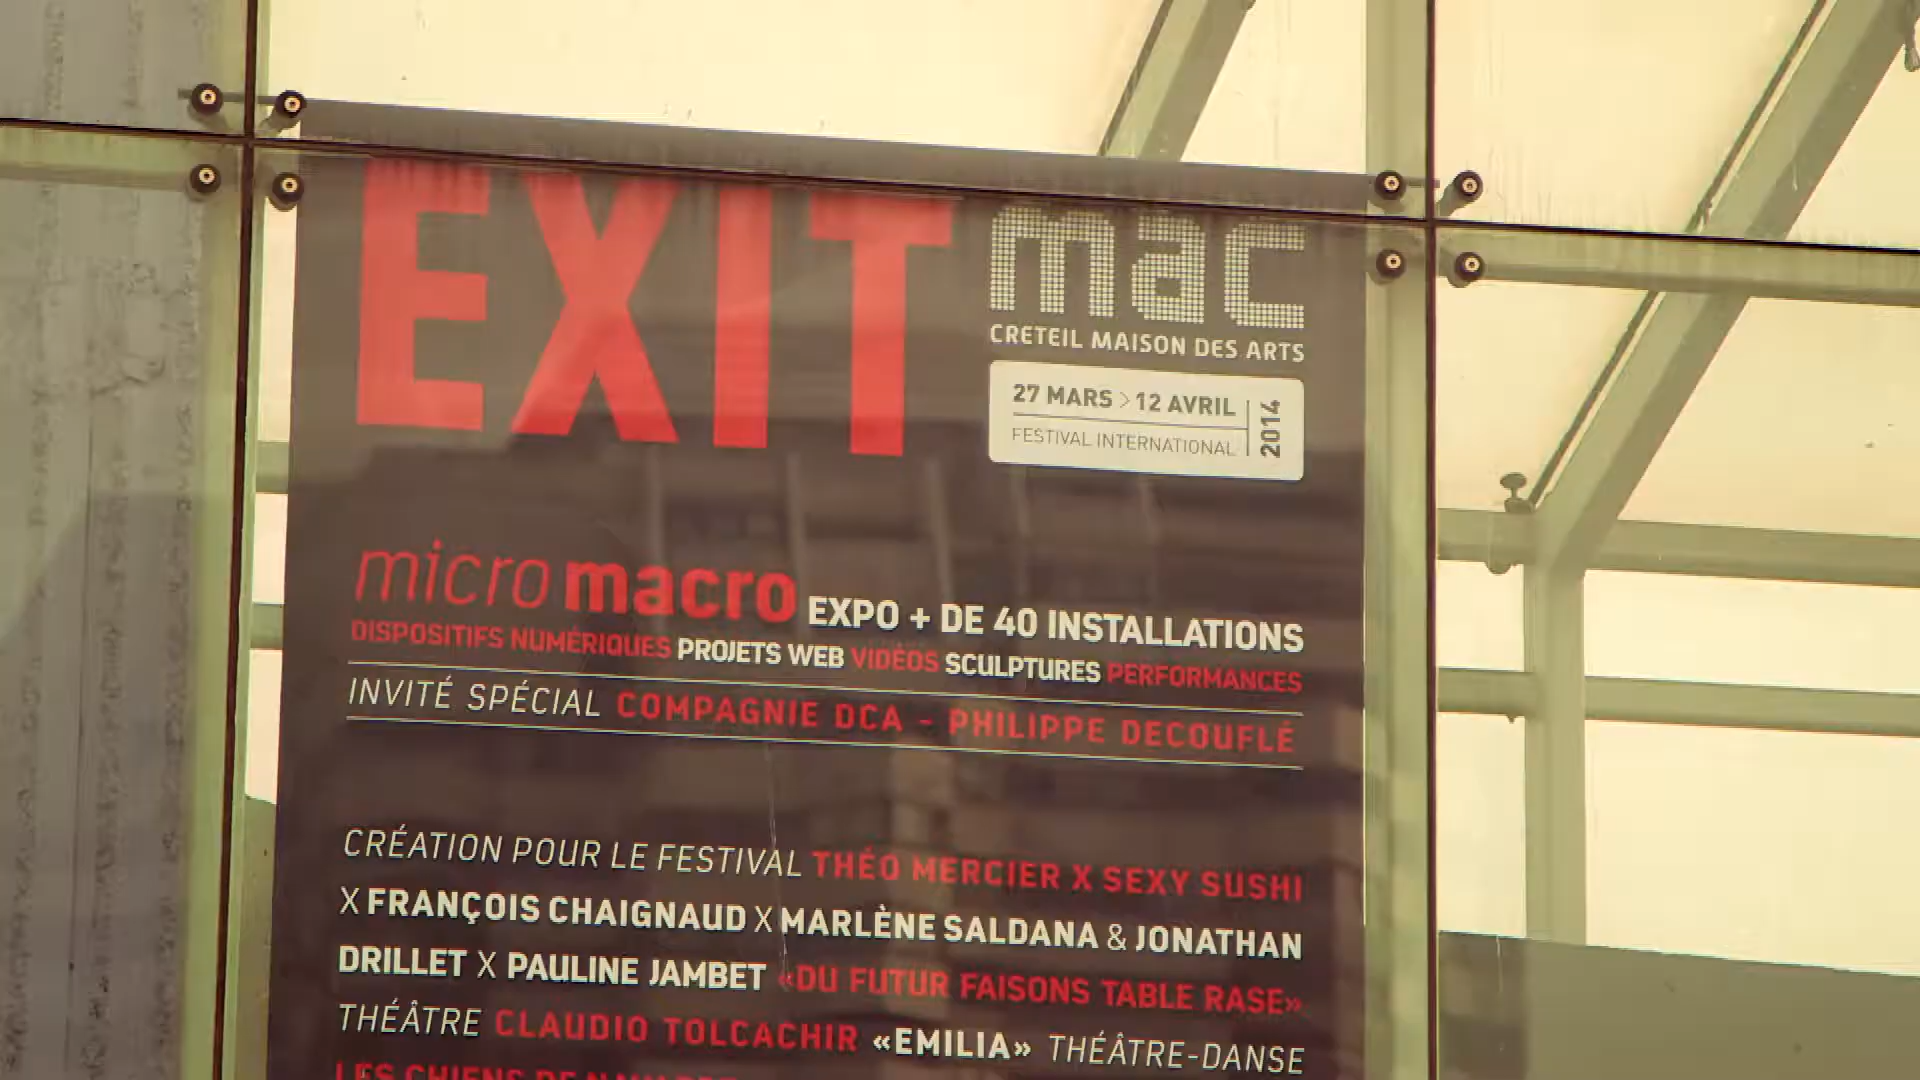 EXIT
mac
CRETEIL MAISON DES ARTS
27 MARS > 12 AVRIL
FESTIVAL INTERNATIONAL
2014
micro macro EXPO + DE 40 INSTALLATIONS
DISPOSITIFS NUMÉRIQUES PROJETS WEB VIDÉOS SCULPTURES PERFORMANCES
INVITÉ SPÉCIAL COMPAGNIE DCA - PHILIPPE DECOUFLÉ
CRÉATION POUR LE FESTIVAL THÉO MERCIER X SEXY SUSHI
X FRANÇOIS CHAIGNAUD X MARLÈNE SALDANA & JONATHAN
DRILLET X PAULINE JAMBET «DU FUTUR FAISONS TABLE RASE»
THÉÂTRE CLAUDIO TOLCACHIR «EMILIA» THÉÂTRE-DANSE
LES CHIENS DE